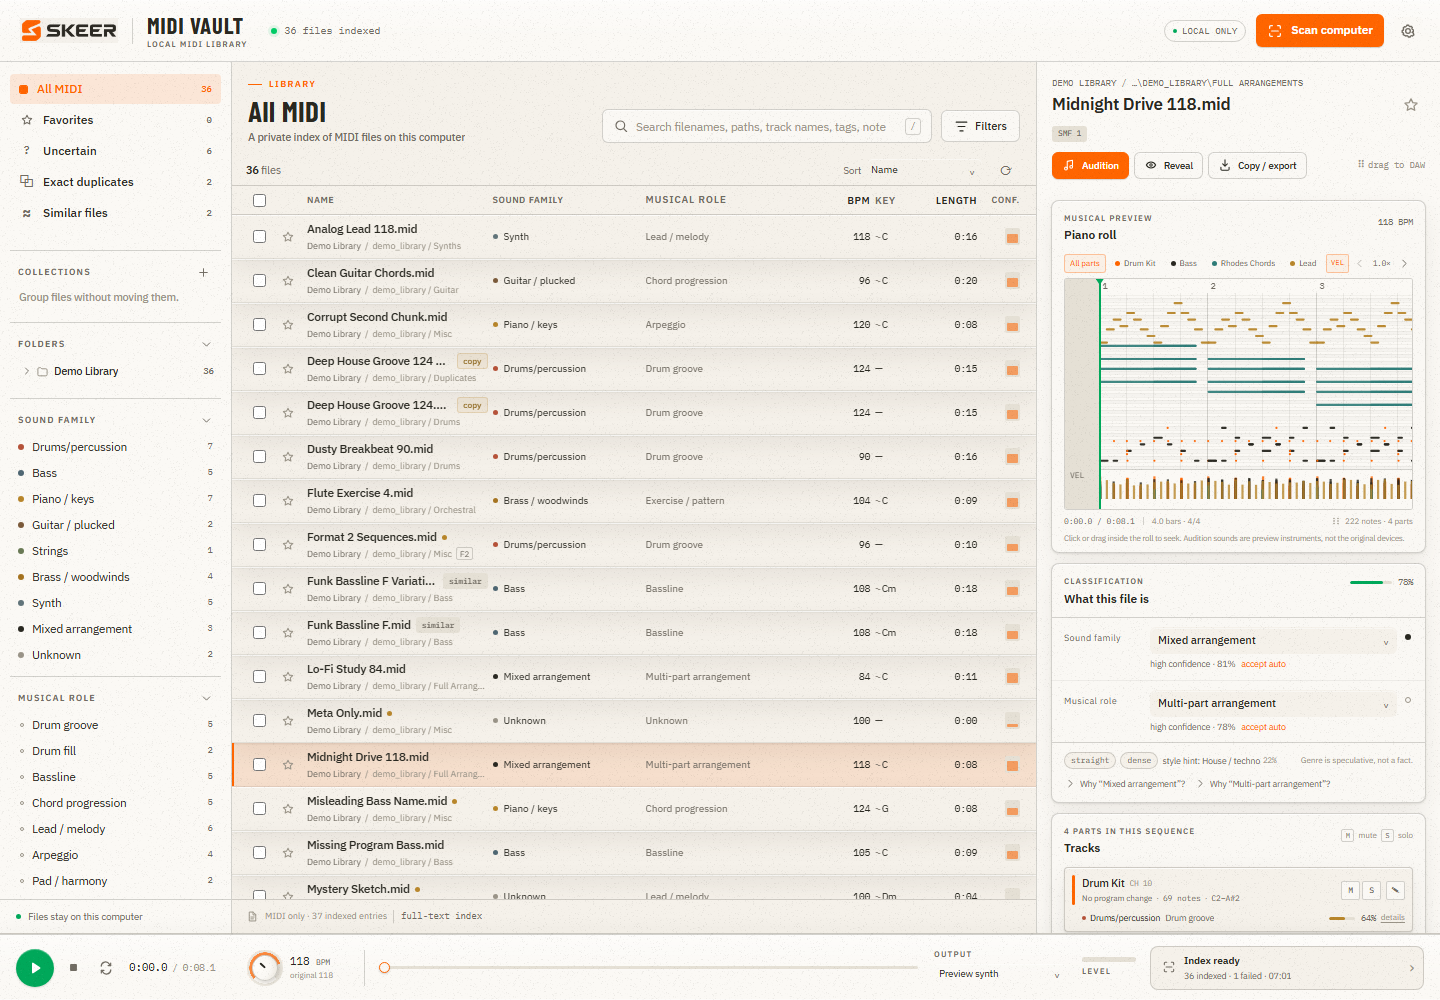 SKEER
MIDI VAULT
LOCAL MIDI LIBRARY
36 files indexed
LOCAL ONLY
Scan computer
All MIDI 36
Favorites 0
? Uncertain 6
Exact duplicates 2
Similar files 2
COLLECTIONS
Group files without moving them.
FOLDERS
Demo Library 36
SOUND FAMILY
Drums/percussion 7
Bass 5
Piano / keys 7
Guitar / plucked 2
Strings 1
Brass / woodwinds 4
Synth 5
Mixed arrangement 3
Unknown 2
MUSICAL ROLE
Drum groove 5
Drum fill 2
Bassline 5
Chord progression 5
Lead / melody 6
Arpeggio 4
Pad / harmony 2
Files stay on this computer
LIBRARY
All MIDI
A private index of MIDI files on this computer
Search filenames, paths, track names, tags, note /
Filters
36 files
Sort Name
NAME SOUND FAMILY MUSICAL ROLE BPM KEY LENGTH CONF.
Analog Lead 118.mid
Demo Library / demo_library / Synths
Synth Lead / melody 118 ~C 0:16
Clean Guitar Chords.mid
Demo Library / demo_library / Guitar
Guitar / plucked Chord progression 96 ~C 0:20
Corrupt Second Chunk.mid
Demo Library / demo_library / Misc
Piano / keys Arpeggio 120 ~C 0:08
Deep House Groove 124 ... copy
Demo Library / demo_library / Duplicates
Drums/percussion Drum groove 124 — 0:15
Deep House Groove 124.... copy
Demo Library / demo_library / Drums
Drums/percussion Drum groove 124 — 0:15
Dusty Breakbeat 90.mid
Demo Library / demo_library / Drums
Drums/percussion Drum groove 90 — 0:16
Flute Exercise 4.mid
Demo Library / demo_library / Orchestral
Brass / woodwinds Exercise / pattern 104 ~C 0:09
Format 2 Sequences.mid
Demo Library / demo_library / Misc F2
Drums/percussion Drum groove 96 — 0:10
Funk Bassline F Variati... similar
Demo Library / demo_library / Bass
Bass Bassline 108 ~Cm 0:18
Funk Bassline F.mid similar
Demo Library / demo_library / Bass
Bass Bassline 108 ~Cm 0:18
Lo-Fi Study 84.mid
Demo Library / demo_library / Full Arrang...
Mixed arrangement Multi-part arrangement 84 ~C 0:11
Meta Only.mid
Demo Library / demo_library / Misc
Unknown Unknown 100 — 0:00
Midnight Drive 118.mid
Demo Library / demo_library / Full Arrang...
Mixed arrangement Multi-part arrangement 118 ~C 0:08
Misleading Bass Name.mid
Demo Library / demo_library / Misc
Piano / keys Chord progression 124 ~G 0:08
Missing Program Bass.mid
Demo Library / demo_library / Bass
Bass Bassline 105 ~C 0:09
Mystery Sketch.mid
Unknown Lead / melody 100 ~Dm 0:04
MIDI only · 37 indexed entries full-text index
DEMO LIBRARY / …\DEMO_LIBRARY\FULL ARRANGEMENTS
Midnight Drive 118.mid
SMF 1
Audition
Reveal
Copy / export
drag to DAW
MUSICAL PREVIEW
Piano roll
118 BPM
All parts Drum Kit Bass Rhodes Chords Lead VEL 1.0×
1 2 3
VEL
0:00.0 / 0:08.1 4.0 bars · 4/4 222 notes · 4 parts
Click or drag inside the roll to seek. Audition sounds are preview instruments, not the original devices.
CLASSIFICATION
What this file is
78%
Sound family Mixed arrangement
high confidence · 81% accept auto
Musical role Multi-part arrangement
high confidence · 78% accept auto
straight dense style hint: House / techno 22% Genre is speculative, not a fact.
Why “Mixed arrangement”? Why “Multi-part arrangement”?
4 PARTS IN THIS SEQUENCE
Tracks
M mute S solo
Drum Kit CH 10
No program change · 69 notes · C2–A#2
M S
Drums/percussion Drum groove 64% details
0:00.0 / 0:08.1
118 BPM
original 118
OUTPUT
Preview synth
LEVEL
Index ready
36 indexed · 1 failed · 07:01